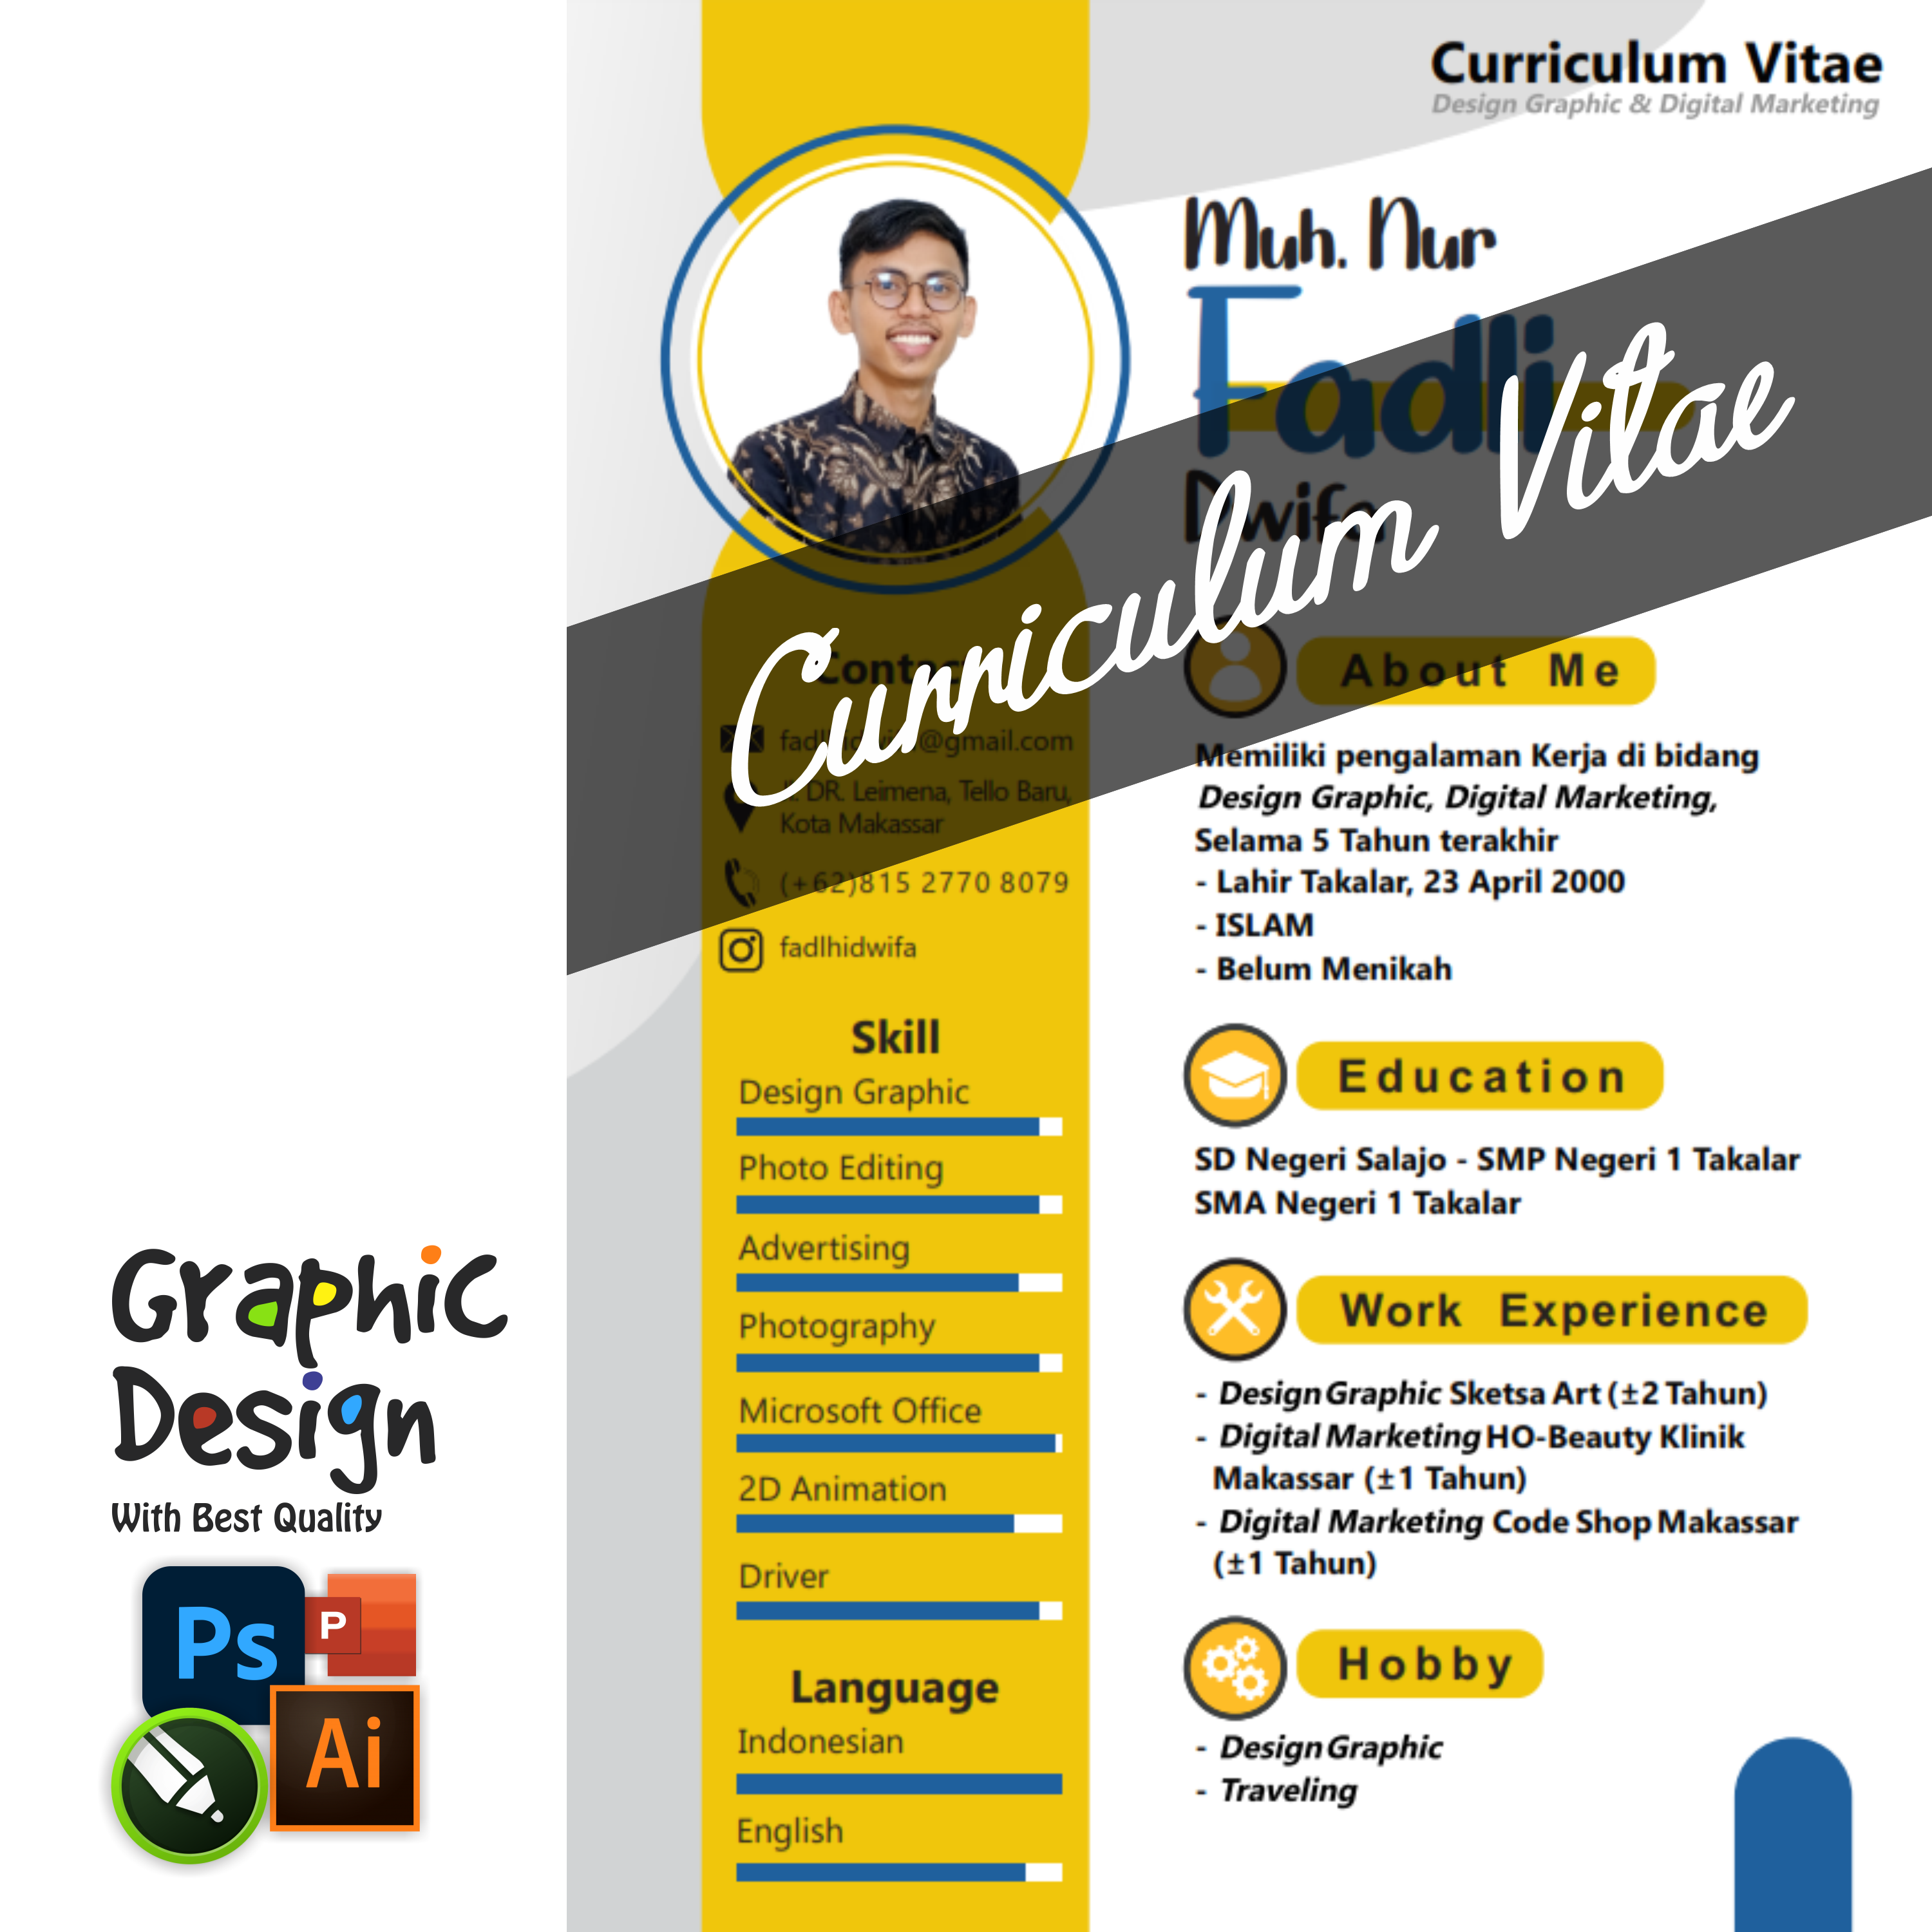 Curriculum Vitae
Design Graphic & Digital Marketing
Muh. Nur
Fadli
Dwifa
Curriculum Vitae
Contact
@gmail.com
Jl. DR. Leimena, Tello Baru,
Kota Makassar
(+62)815 2770 8079
fadlhidwifa
Skill
Design Graphic
Photo Editing
Advertising
Photography
Microsoft Office
2D Animation
Driver
Language
Indonesian
English
About Me
Memiliki pengalaman Kerja di bidang
Design Graphic, Digital Marketing,
Selama 5 Tahun terakhir
- Lahir Takalar, 23 April 2000
- ISLAM
- Belum Menikah
Education
SD Negeri Salajo - SMP Negeri 1 Takalar
SMA Negeri 1 Takalar
Work Experience
- Design Graphic Sketsa Art (±2 Tahun)
- Digital Marketing HO-Beauty Klinik
Makassar (±1 Tahun)
- Digital Marketing Code Shop Makassar
(±1 Tahun)
Hobby
- Design Graphic
- Traveling
Graphic
Design
With Best Quality
Ps
P
Ai